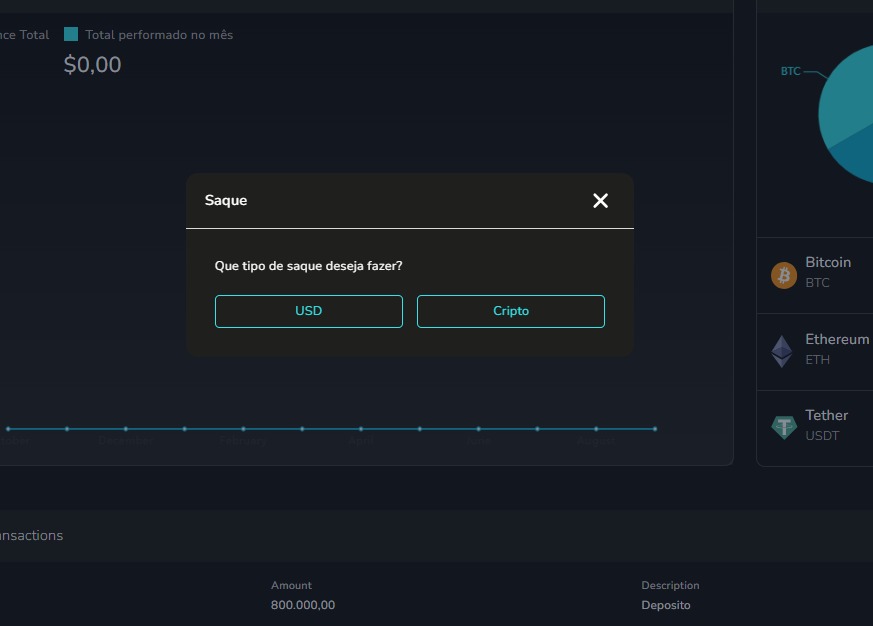 nce Total
Total performado no mês
$0,00
BTC
Saque
Que tipo de saque deseja fazer?
USD
Cripto
Bitcoin
BTC
Ethereum
ETH
Tether
USDT
December
February
April
June
August
nsactions
Amount
Description
800.000,00
Deposito